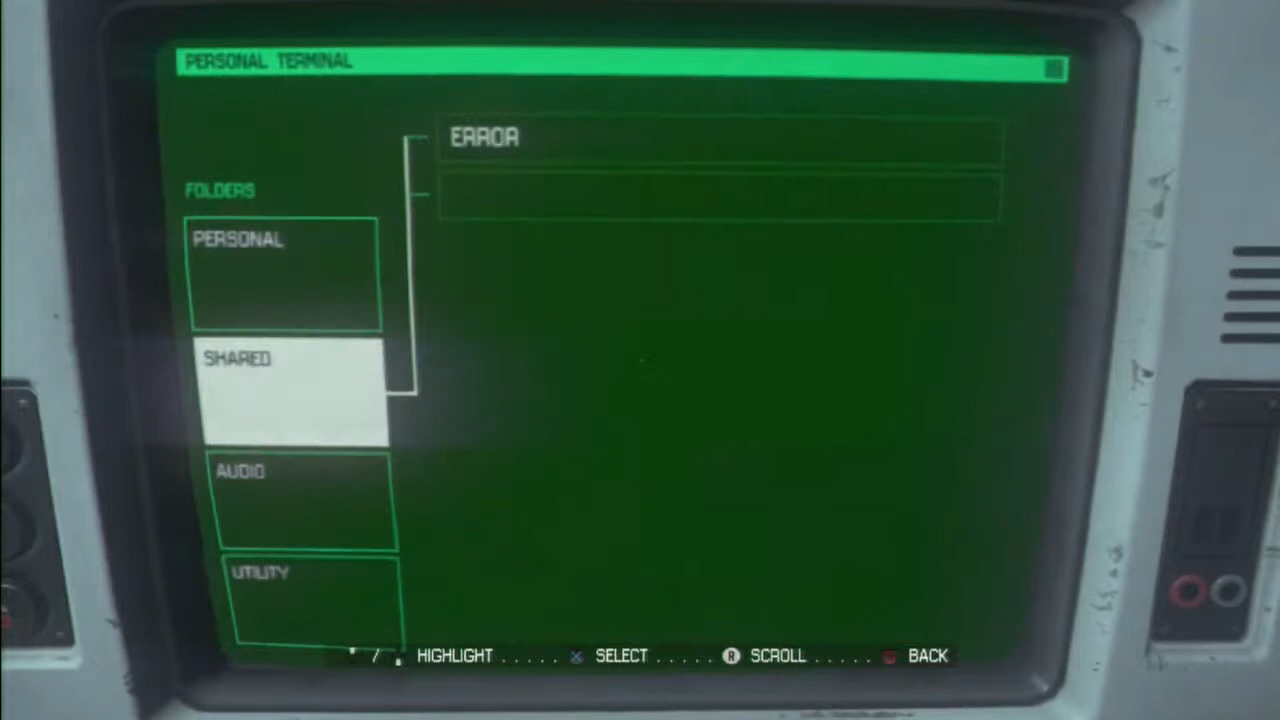 PERSONAL TERMINAL
ERROR
FOLDERS
PERSONAL
SHARED
AUDIO
UTILITY
/ HIGHLIGHT ..... X SELECT ..... R SCROLL ..... BACK